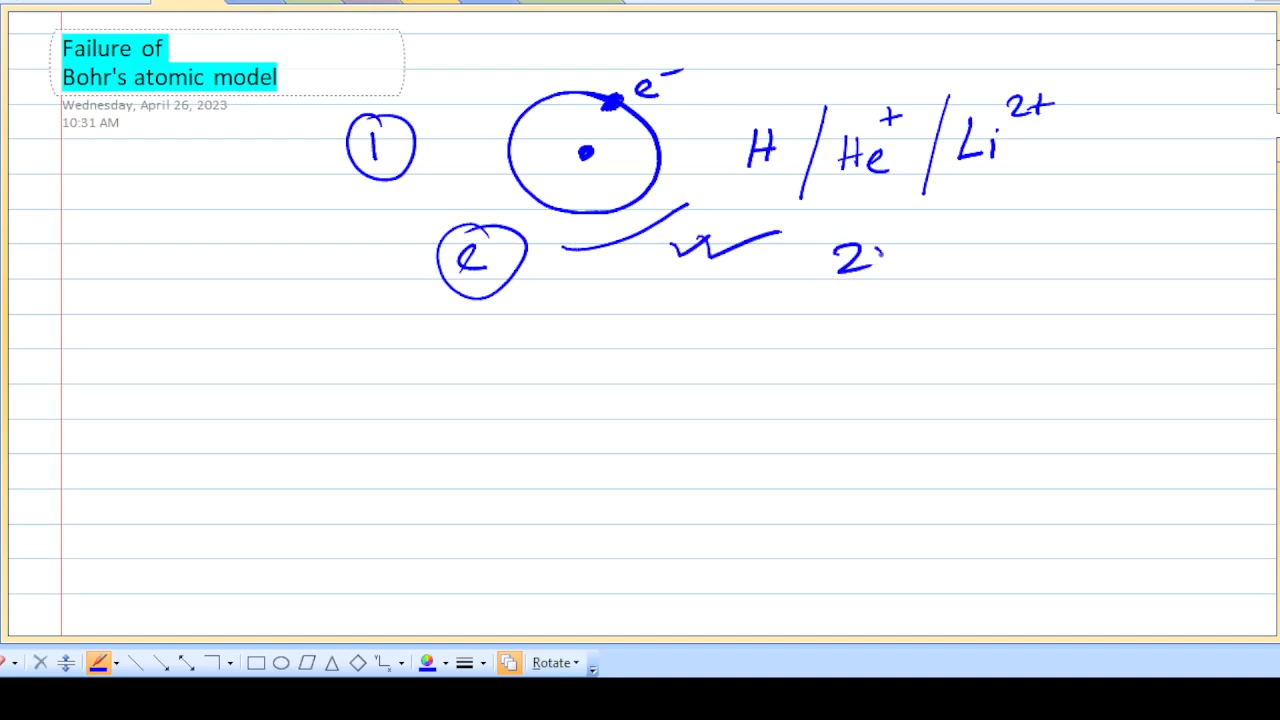 Failure of
Bohr's atomic model
Wednesday, April 26, 2023
10:31 AM
1 e⁻ H / He⁺ / Li²⁺
2
Rotate